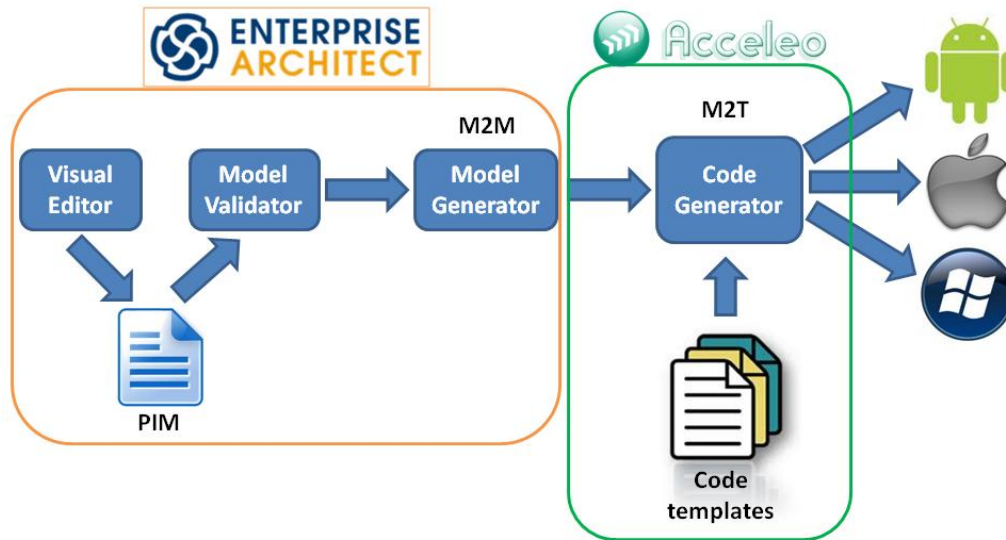 ENTERPRISE
ARCHITECT
Acceleo
M2M
M2T
Visual
Editor
Model
Validator
Model
Generator
Code
Generator
PIM
Code
templates